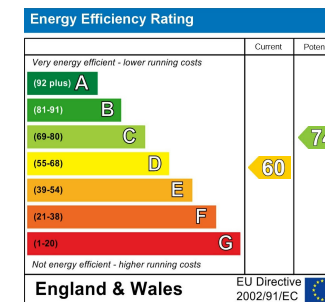 Energy Efficiency Rating
Current
Very energy efficient - lower running costs
(92 plus) A
(81-91) B
(69-80) C
(55-68) D
60
(39-54) E
(21-38) F
(1-20) G
Not energy efficient - higher running costs
England & Wales
EU Directive
2002/91/EC